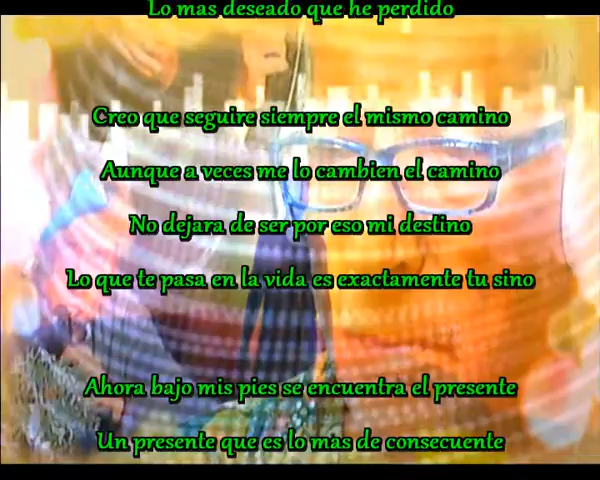 Lo mas deseado que he perdido
Creo que seguire siempre el mismo camino
Aunque a veces me lo cambien el camino
No dejara de ser por eso mi destino
Lo que te pasa en la vida es exactamente tu sino
Ahora bajo mis pies se encuentra el presente
Un presente que es lo mas de consecuente